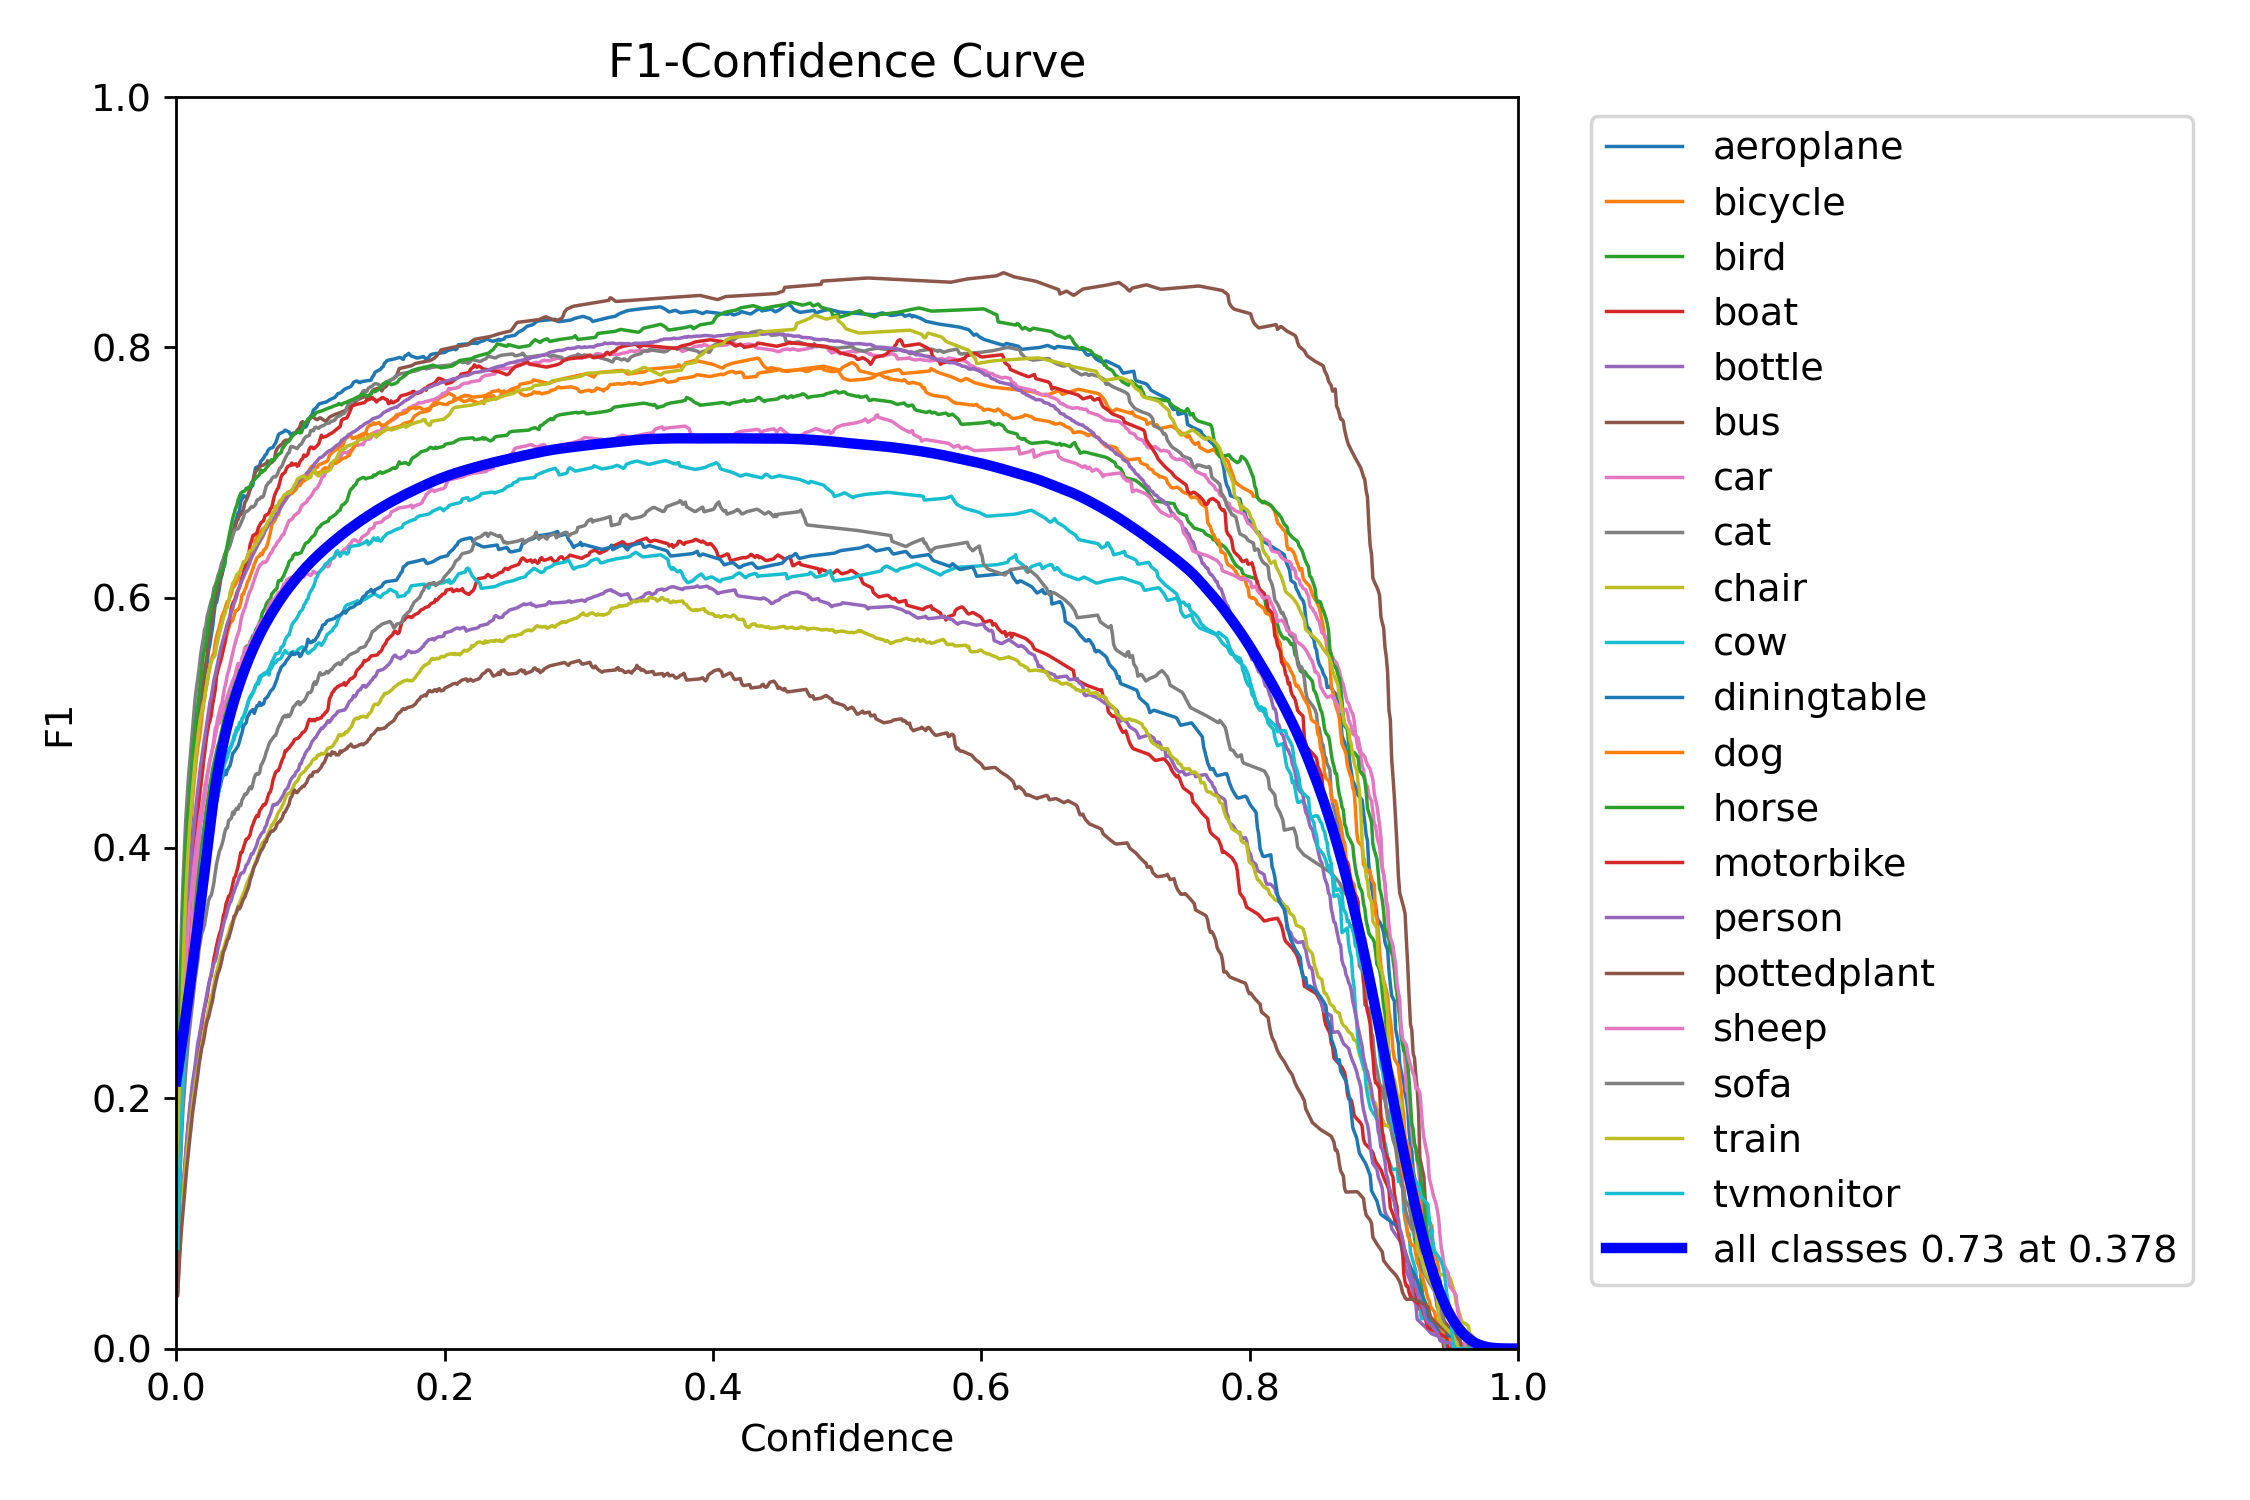 F1-Confidence Curve
1.0
0.8
0.6
0.4
0.2
0.0
F1
0.0 0.2 0.4 0.6 0.8 1.0
Confidence
aeroplane
bicycle
bird
boat
bottle
bus
car
cat
chair
cow
diningtable
dog
horse
motorbike
person
pottedplant
sheep
sofa
train
tvmonitor
all classes 0.73 at 0.378